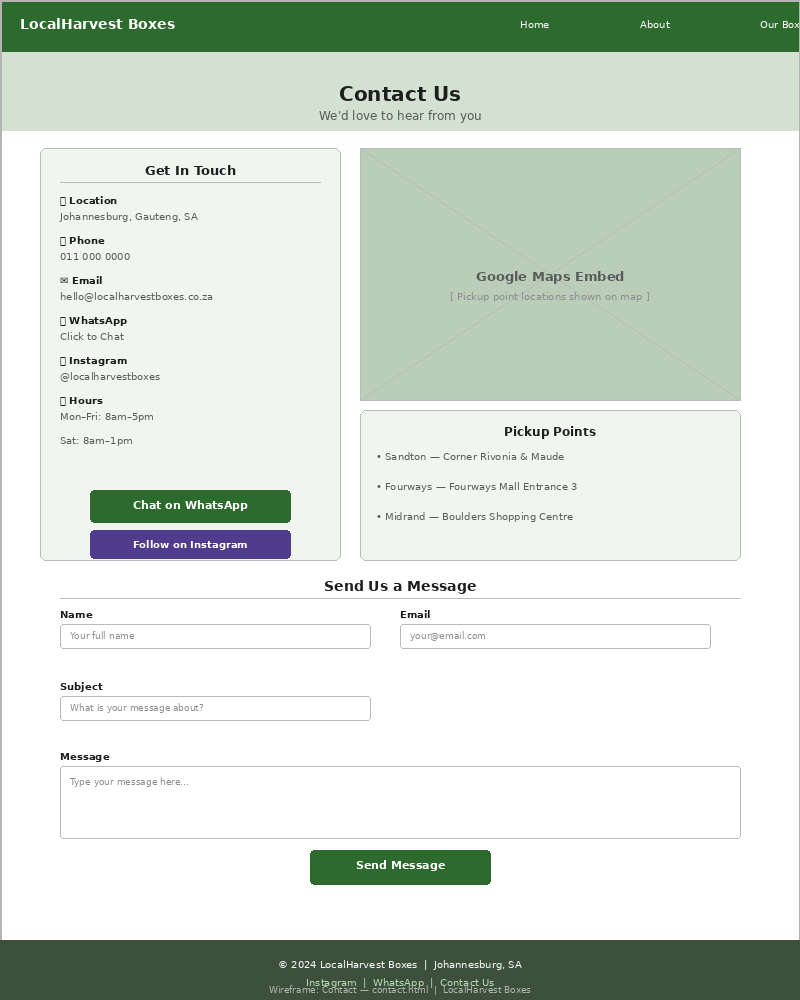 LocalHarvest Boxes
Home About Our Box
Contact Us
We'd love to hear from you
Get In Touch
Location
Johannesburg, Gauteng, SA
Phone
011 000 0000
✉ Email
hello@localharvestboxes.co.za
WhatsApp
Click to Chat
Instagram
@localharvestboxes
Hours
Mon–Fri: 8am–5pm
Sat: 8am–1pm
Chat on WhatsApp
Follow on Instagram
Google Maps Embed
[ Pickup point locations shown on map ]
Pickup Points
• Sandton — Corner Rivonia & Maude
• Fourways — Fourways Mall Entrance 3
• Midrand — Boulders Shopping Centre
Send Us a Message
Name
Your full name
Email
your@email.com
Subject
What is your message about?
Message
Type your message here...
Send Message
© 2024 LocalHarvest Boxes | Johannesburg, SA
Instagram | WhatsApp | Contact Us
Wireframe: Contact — contact.html | LocalHarvest Boxes